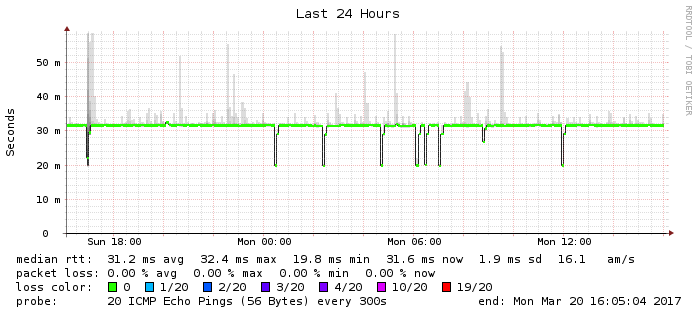 Last 24 Hours
RRDTOOL / TOBI OETIKER
Seconds
50 m
40 m
30 m
20 m
10 m
0
Sun 18:00 Mon 00:00 Mon 06:00 Mon 12:00
median rtt: 31.2 ms avg 32.4 ms max 19.8 ms min 31.6 ms now 1.9 ms sd 16.1 am/s
packet loss: 0.00 % avg 0.00 % max 0.00 % min 0.00 % now
loss color: 0 1/20 2/20 3/20 4/20 10/20 19/20
probe: 20 ICMP Echo Pings (56 Bytes) every 300s end: Mon Mar 20 16:05:04 2017